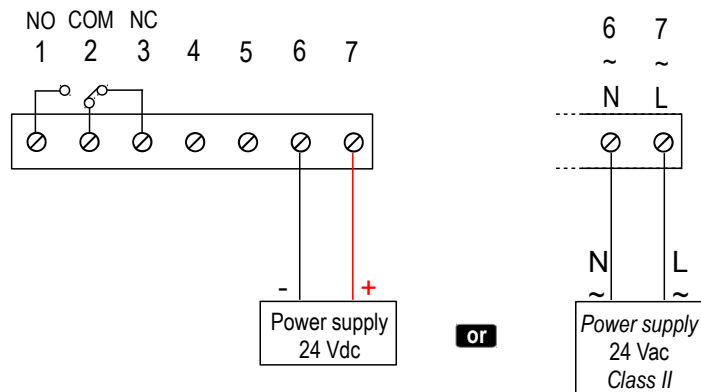 NO COM NC
1 2 3 4 5 6 7
- +
Power supply
24 Vdc
or
6 7
~ ~
N L
N L
~ ~
Power supply
24 Vac
Class II